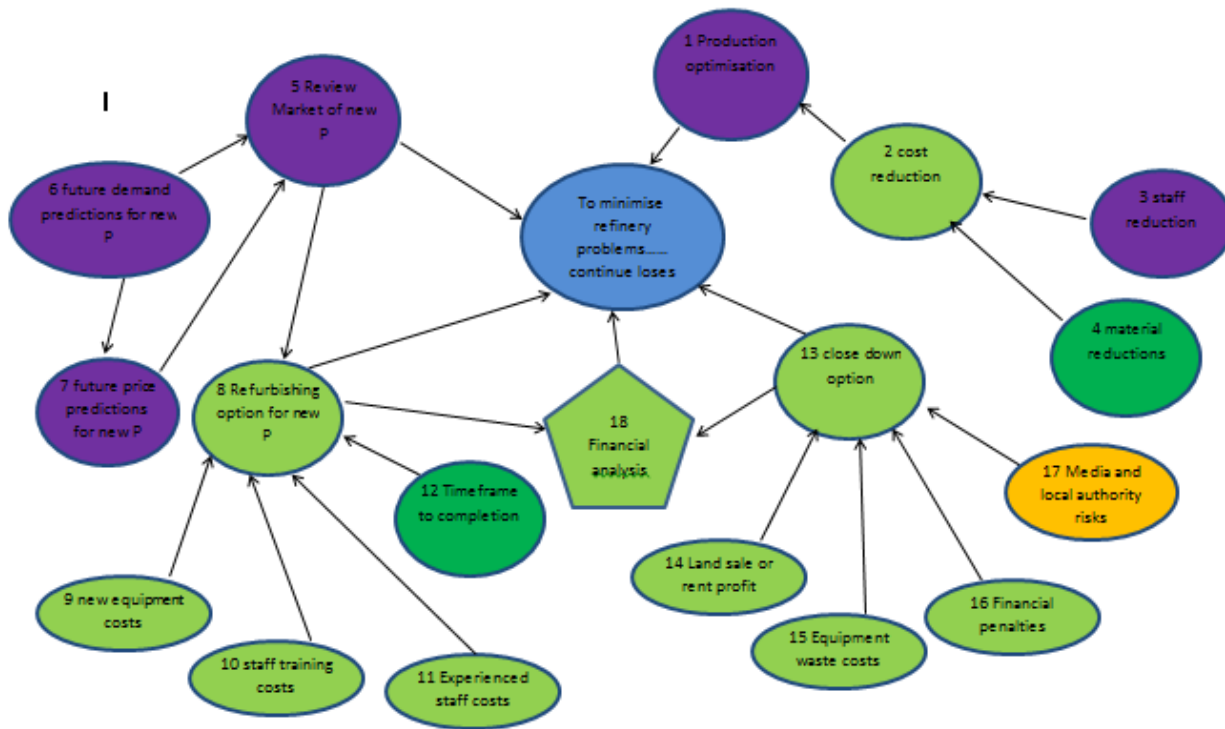 I
1 Production
optimisation
5 Review
Market of new
P
2 cost
reduction
6 future demand
predictions for new
P
3 staff
reduction
To minimise
refinery
problems......
continue loses
4 material
reductions
7 future price
predictions
for new P
8 Refurbishing
option for new
P
13 close down
option
18
Financial
analysis.
12 Timeframe
to completion
17 Media and
local authority
risks
14 Land sale or
rent profit
9 new equipment
costs
16 Financial
penalties
15 Equipment
waste costs
10 staff training
costs
11 Experienced
staff costs